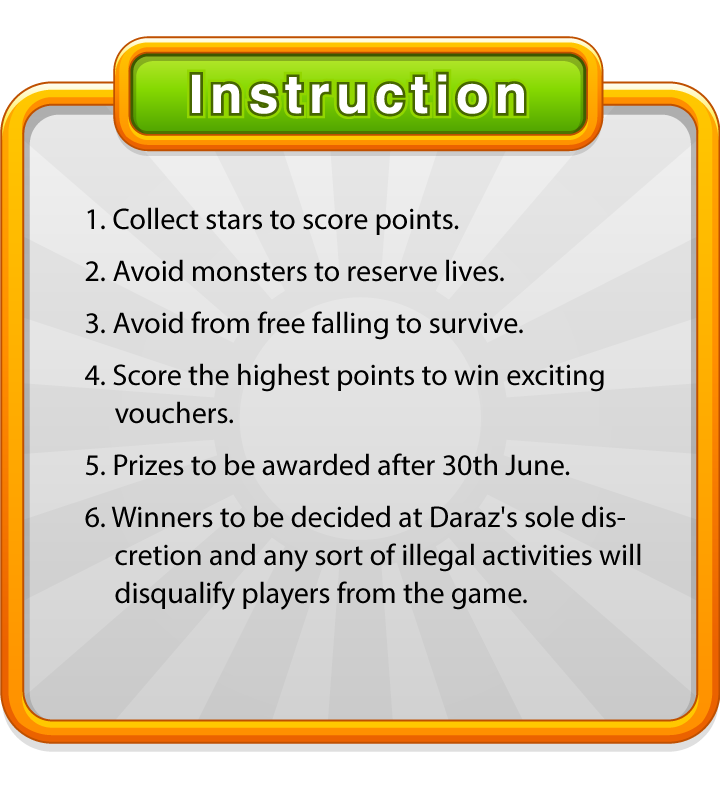 Instruction
1. Collect stars to score points.
2. Avoid monsters to reserve lives.
3. Avoid from free falling to survive.
4. Score the highest points to win exciting
vouchers.
5. Prizes to be awarded after 30th June.
6. Winners to be decided at Daraz's sole dis-
cretion and any sort of illegal activities will
disqualify players from the game.